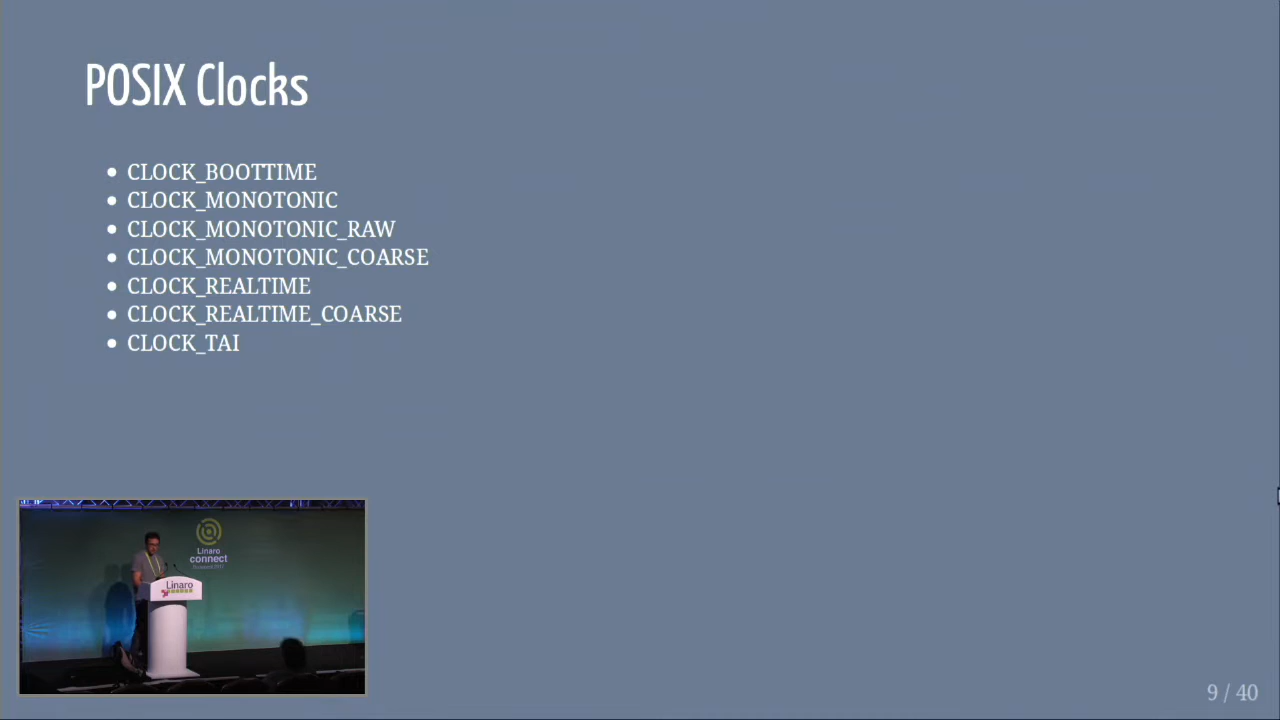 POSIX Clocks
CLOCK_BOOTTIME
CLOCK_MONOTONIC
CLOCK_MONOTONIC_RAW
CLOCK_MONOTONIC_COARSE
CLOCK_REALTIME
CLOCK_REALTIME_COARSE
CLOCK_TAI
Linaro
connect
Linaro
9 / 40